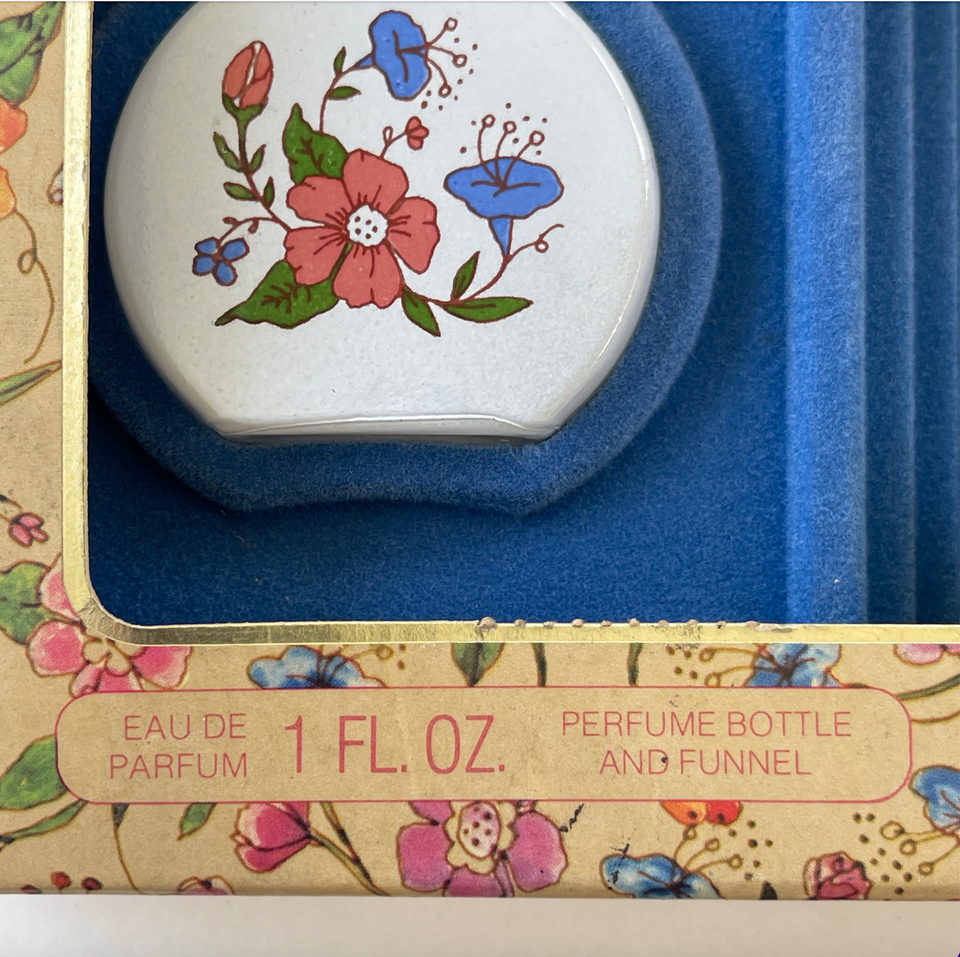 EAU DE
PARFUM
1 FL. OZ.
PERFUME BOTTLE
AND FUNNEL